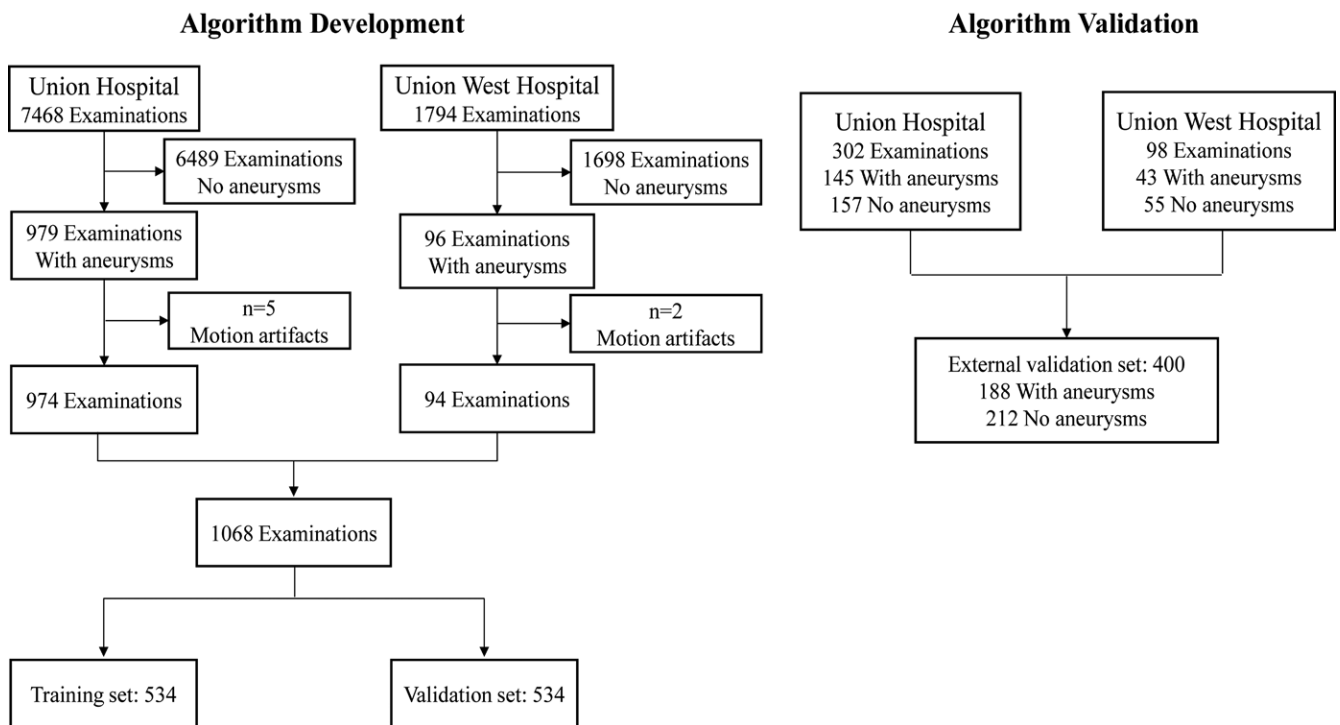 Algorithm Development
Union Hospital
7468 Examinations
6489 Examinations
No aneurysms
979 Examinations
With aneurysms
n=5
Motion artifacts
974 Examinations
Union West Hospital
1794 Examinations
1698 Examinations
No aneurysms
96 Examinations
With aneurysms
n=2
Motion artifacts
94 Examinations
1068 Examinations
Training set: 534
Validation set: 534
Algorithm Validation
Union Hospital
302 Examinations
145 With aneurysms
157 No aneurysms
Union West Hospital
98 Examinations
43 With aneurysms
55 No aneurysms
External validation set: 400
188 With aneurysms
212 No aneurysms